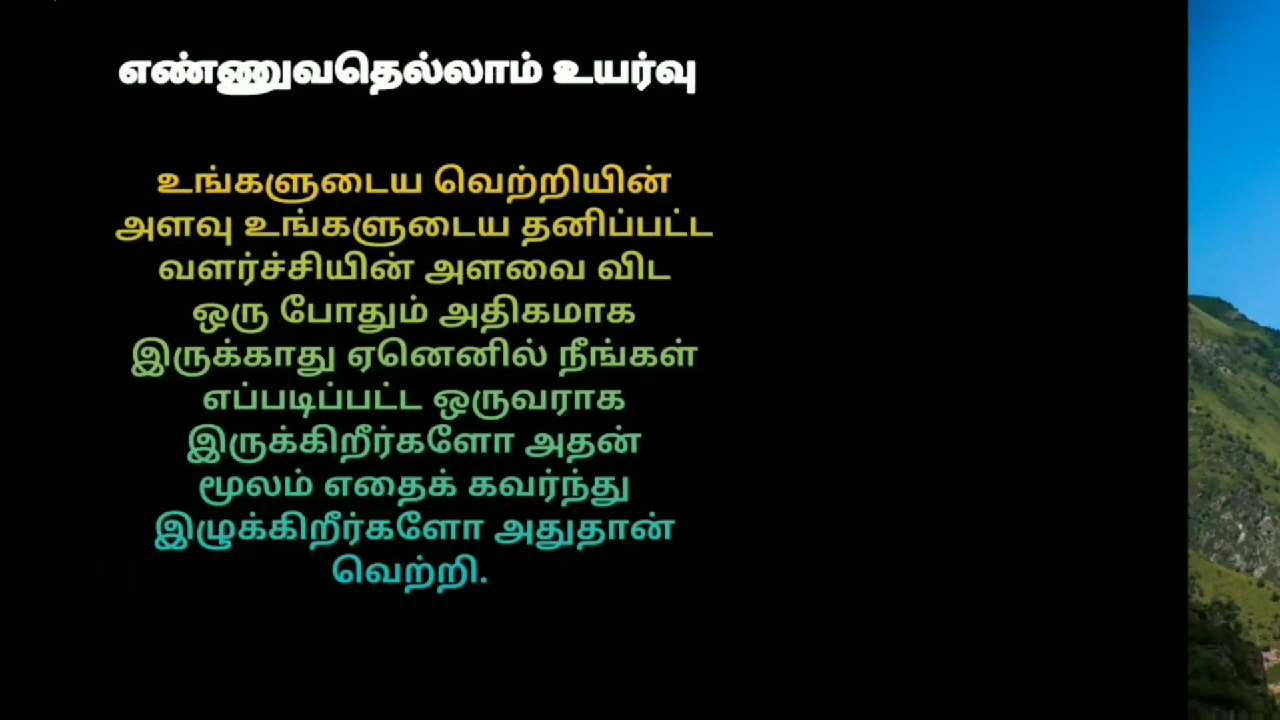 எண்ணுவதெல்லாம் உயர்வு
உங்களுடைய வெற்றியின்
அளவு உங்களுடைய தனிப்பட்ட
வளர்ச்சியின் அளவை விட
ஒரு போதும் அதிகமாக
இருக்காது ஏனெனில் நீங்கள்
எப்படிப்பட்ட ஒருவராக
இருக்கிறீர்களோ அதன்
மூலம் எதைக் கவர்ந்து
இழுக்கிறீர்களோ அதுதான்
வெற்றி.